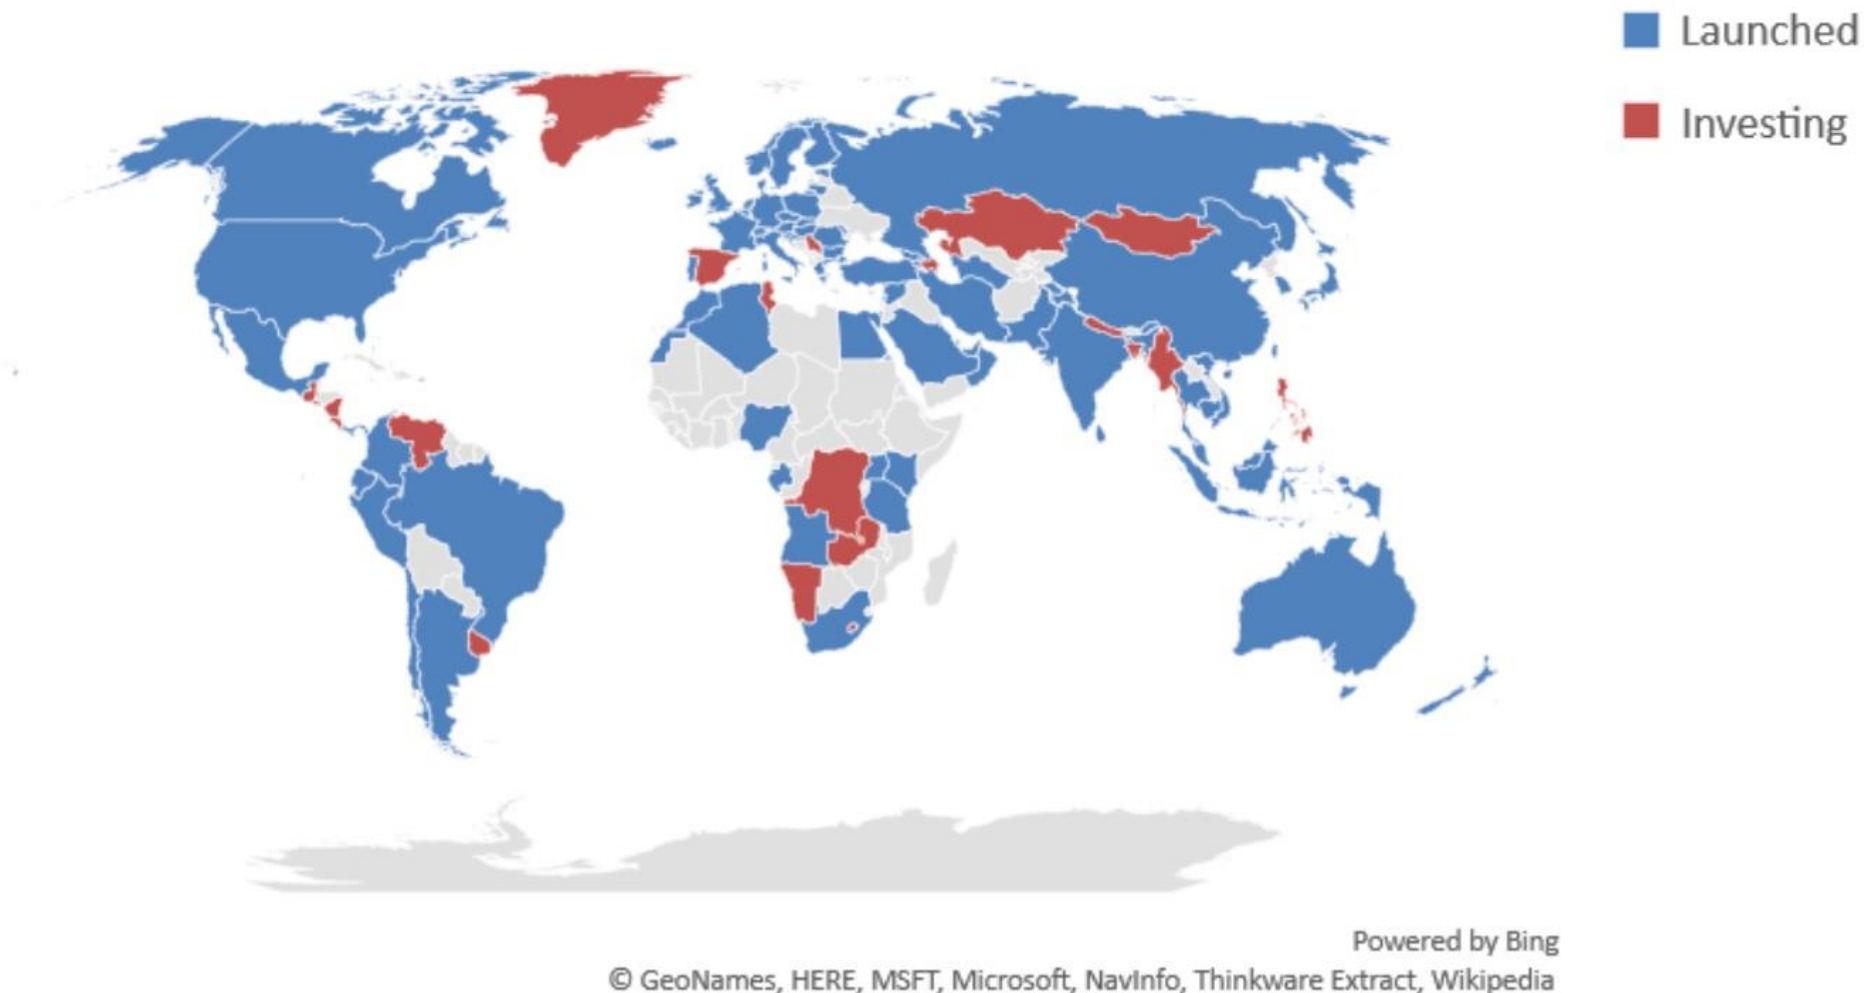 Launched
Investing
Powered by Bing
© GeoNames, HERE, MSFT, Microsoft, NavInfo, Thinkware Extract, Wikipedia